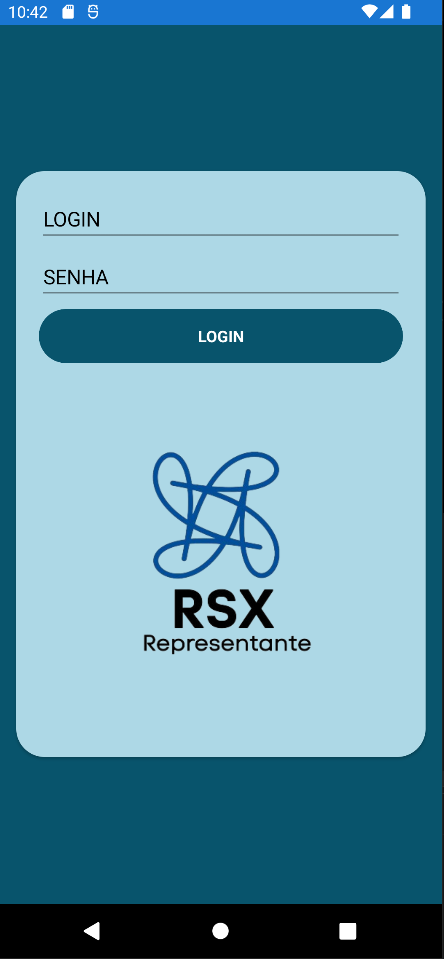 10:42
LOGIN
SENHA
LOGIN
RSX
Representante